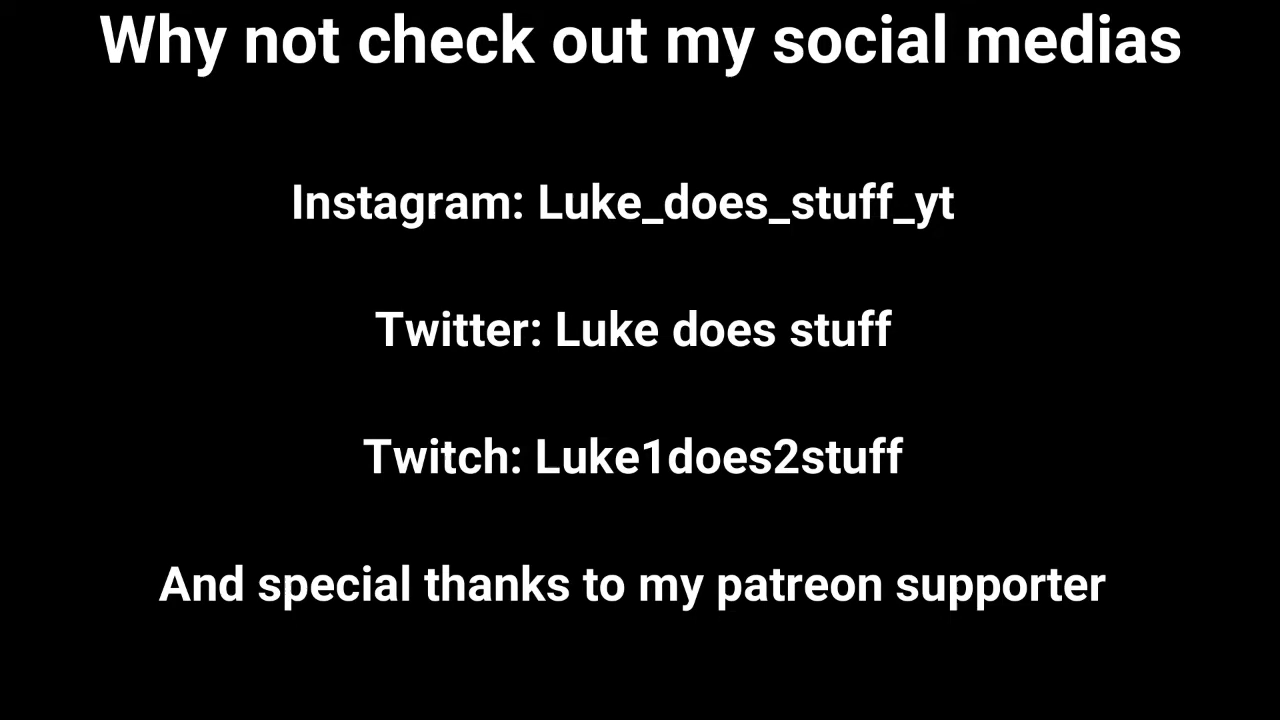 Why not check out my social medias
Instagram: Luke_does_stuff_yt
Twitter: Luke does stuff
Twitch: Luke1does2stuff
And special thanks to my patreon supporter